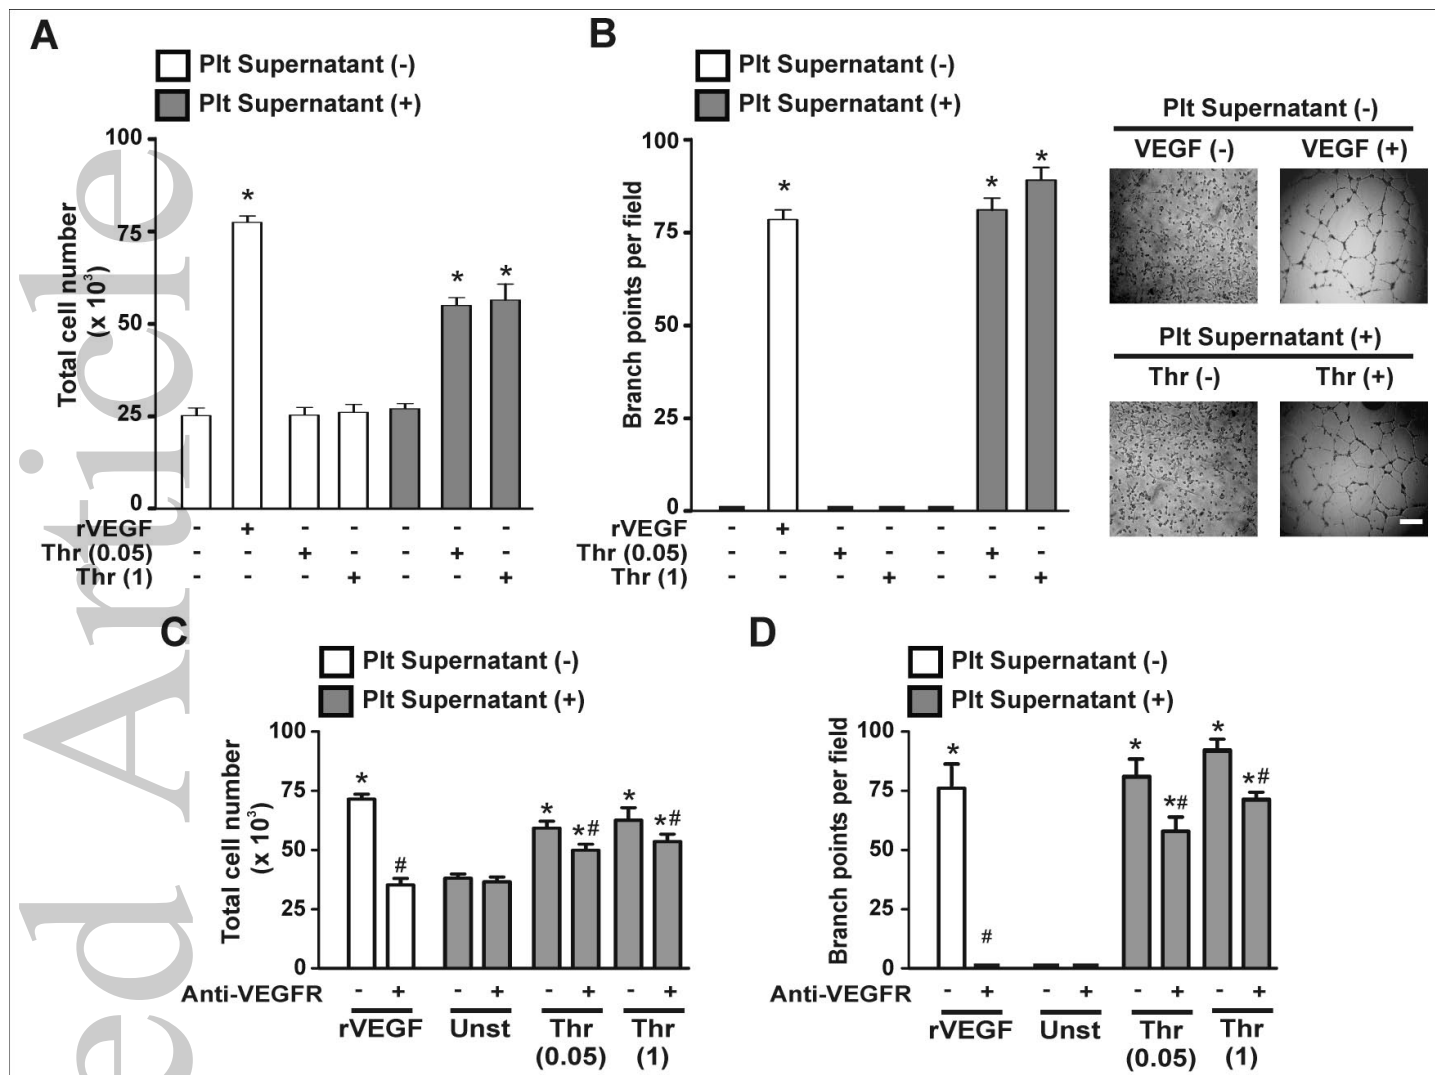 A
Plt Supernatant (-)
Plt Supernatant (+)
Total cell number
(x 10³)
100
75
50
25
0
*
*
*
rVEGF - + - - - - -
Thr (0.05) - - + - - + -
Thr (1) - - - + - - +
B
Plt Supernatant (-)
Plt Supernatant (+)
Branch points per field
100
75
50
25
0
*
*
*
rVEGF - + - - - - -
Thr (0.05) - - + - - + -
Thr (1) - - - + - - +
Plt Supernatant (-)
VEGF (-) VEGF (+)
Plt Supernatant (+)
Thr (-) Thr (+)
C
Plt Supernatant (-)
Plt Supernatant (+)
Total cell number
(x 10³)
100
75
50
25
0
*
#
*
*#
*
*#
Anti-VEGFR - + - + - + - +
rVEGF Unst Thr Thr
(0.05) (1)
D
Plt Supernatant (-)
Plt Supernatant (+)
Branch points per field
100
75
50
25
0
*
#
*
*#
*
*#
Anti-VEGFR - + - + - + - +
rVEGF Unst Thr Thr
(0.05) (1)
ed Article